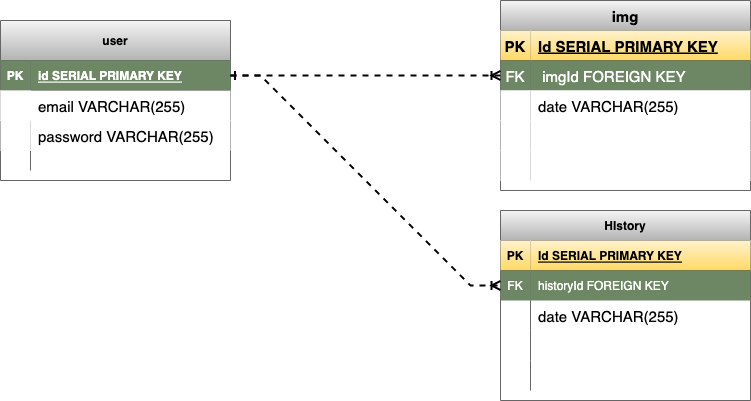 user
PK id SERIAL PRIMARY KEY
email VARCHAR(255)
password VARCHAR(255)
img
PK Id SERIAL PRIMARY KEY
FK imgId FOREIGN KEY
date VARCHAR(255)
HIstory
PK Id SERIAL PRIMARY KEY
FK historyId FOREIGN KEY
date VARCHAR(255)